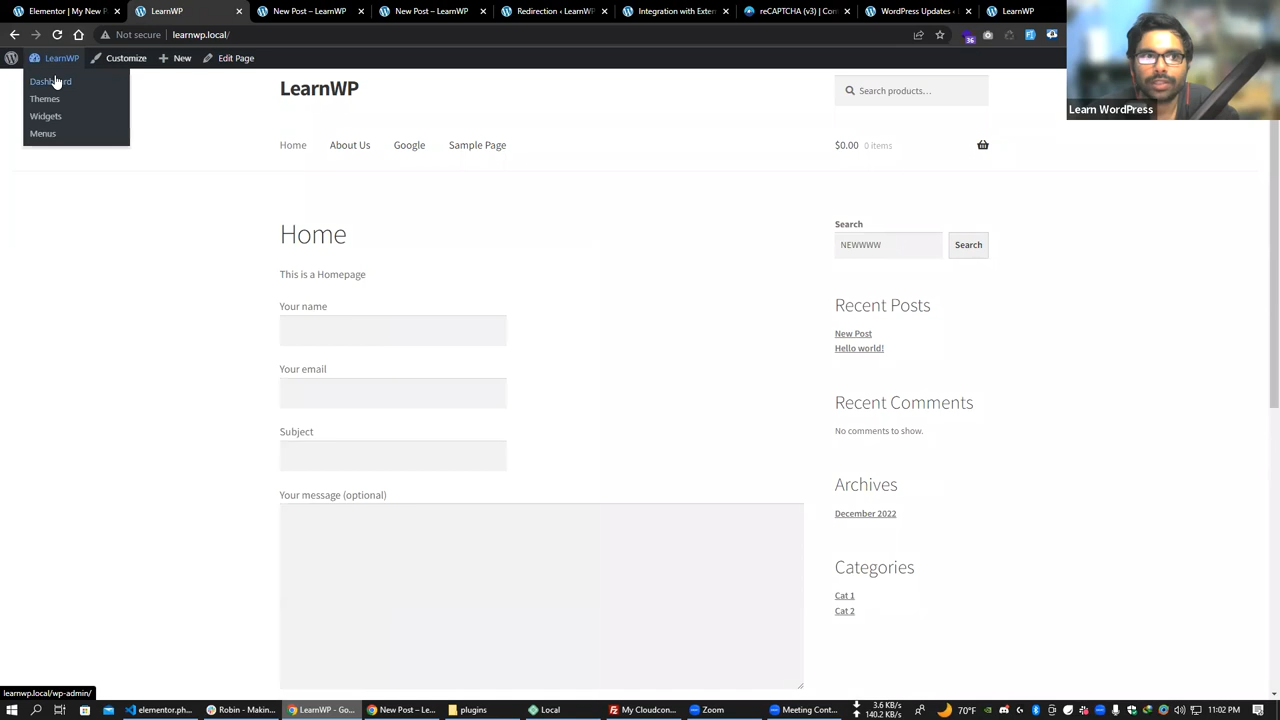 Elementor | My New P
LearnWP
New Post – LearnWP
New Post – LearnWP
Redirection ‹ LearnWP
Integration with Exter
reCAPTCHA (v3) | Con
WordPress Updates ‹
LearnWP
Not secure
learnwp.local/
36
LearnWP
Customize
New
Edit Page
Dashboard
Themes
Widgets
Menus
Learn WordPress
LearnWP
Search products…
Home
About Us
Google
Sample Page
$0.00 0 items
Home
This is a Homepage
Your name
Your email
Subject
Your message (optional)
Search
NEWWWW
Search
Recent Posts
New Post
Hello world!
Recent Comments
No comments to show.
Archives
December 2022
Categories
Cat 1
Cat 2
learnwp.local/wp-admin/
elementor.ph...
Robin - Makin...
LearnWP - Go...
New Post – Le...
plugins
Local
My Cloudcon...
Zoom
Meeting Cont...
3.6 KB/s
140.2 KB/s
70°F
11:02 PM